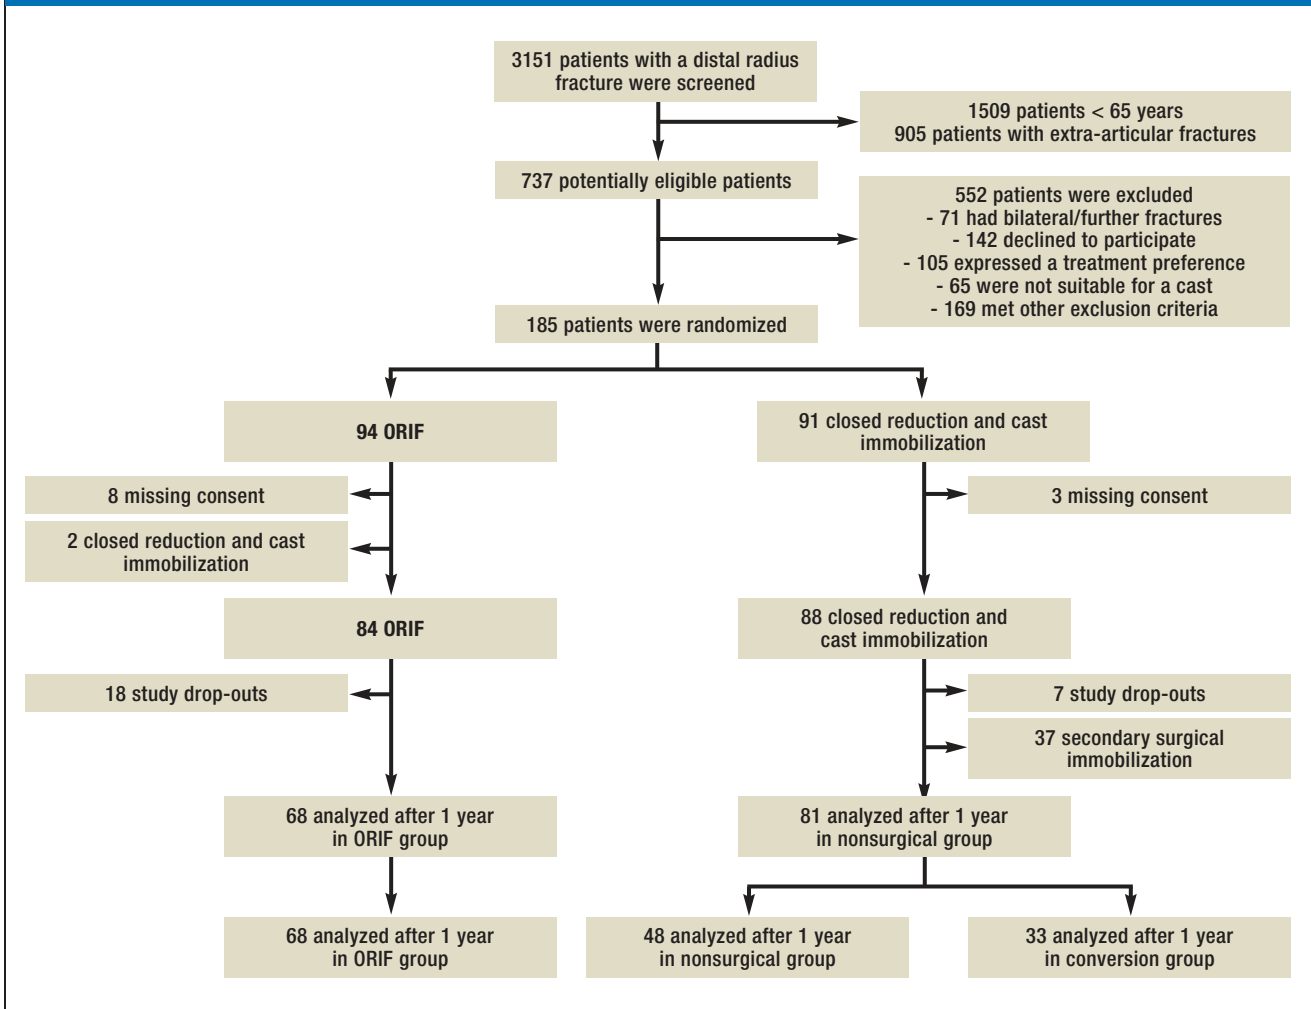 3151 patients with a distal radius
fracture were screened
1509 patients < 65 years
905 patients with extra-articular fractures
737 potentially eligible patients
552 patients were excluded
- 71 had bilateral/further fractures
- 142 declined to participate
- 105 expressed a treatment preference
- 65 were not suitable for a cast
- 169 met other exclusion criteria
185 patients were randomized
94 ORIF
91 closed reduction and cast
immobilization
8 missing consent
3 missing consent
2 closed reduction and cast
immobilization
84 ORIF
88 closed reduction and
cast immobilization
18 study drop-outs
7 study drop-outs
37 secondary surgical
immobilization
68 analyzed after 1 year
in ORIF group
81 analyzed after 1 year
in nonsurgical group
68 analyzed after 1 year
in ORIF group
48 analyzed after 1 year
in nonsurgical group
33 analyzed after 1 year
in conversion group